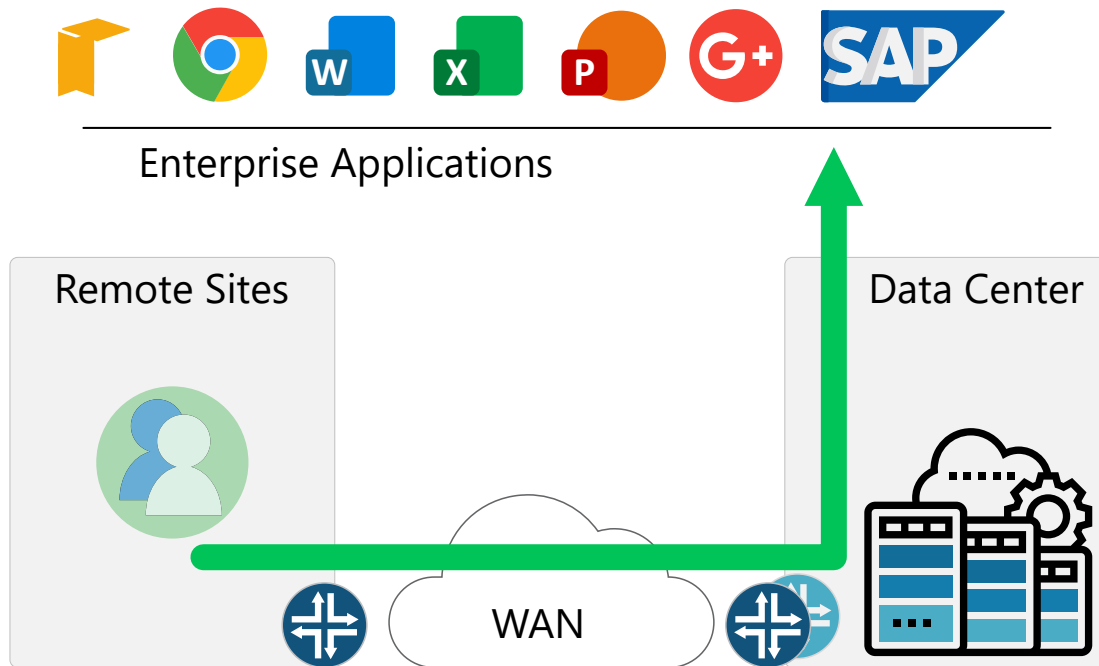 W
X
P
G+
SAP
Enterprise Applications
Remote Sites
Data Center
WAN